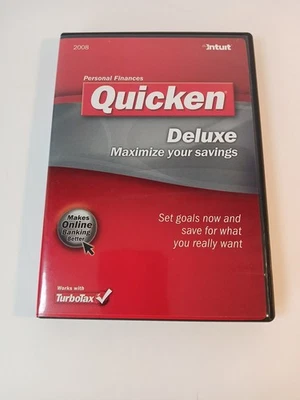 2008
Intuit
Personal Finances
Quicken
Deluxe
Maximize your savings
Makes
Online
Banking
Better
Set goals now and
save for what
you really want
Works with
TurboTax